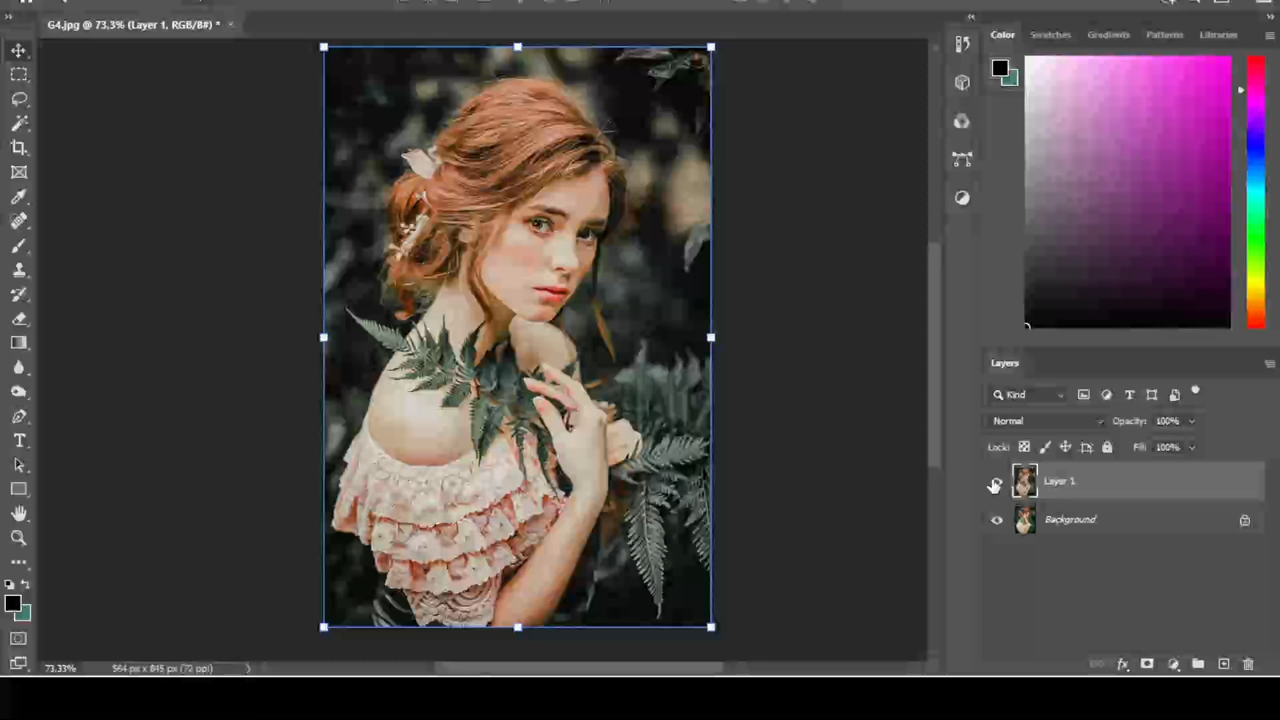 G4.jpg @ 73,3% (Layer 1, RGB/8#) *
Color
Swatches
Gradients
Patterns
Libraries
Layers
Kind
Normal
Opacity: 100%
Lock:
Fill: 100%
Layer 1
Background
73.33%
564 px x 845 px (72 ppi)